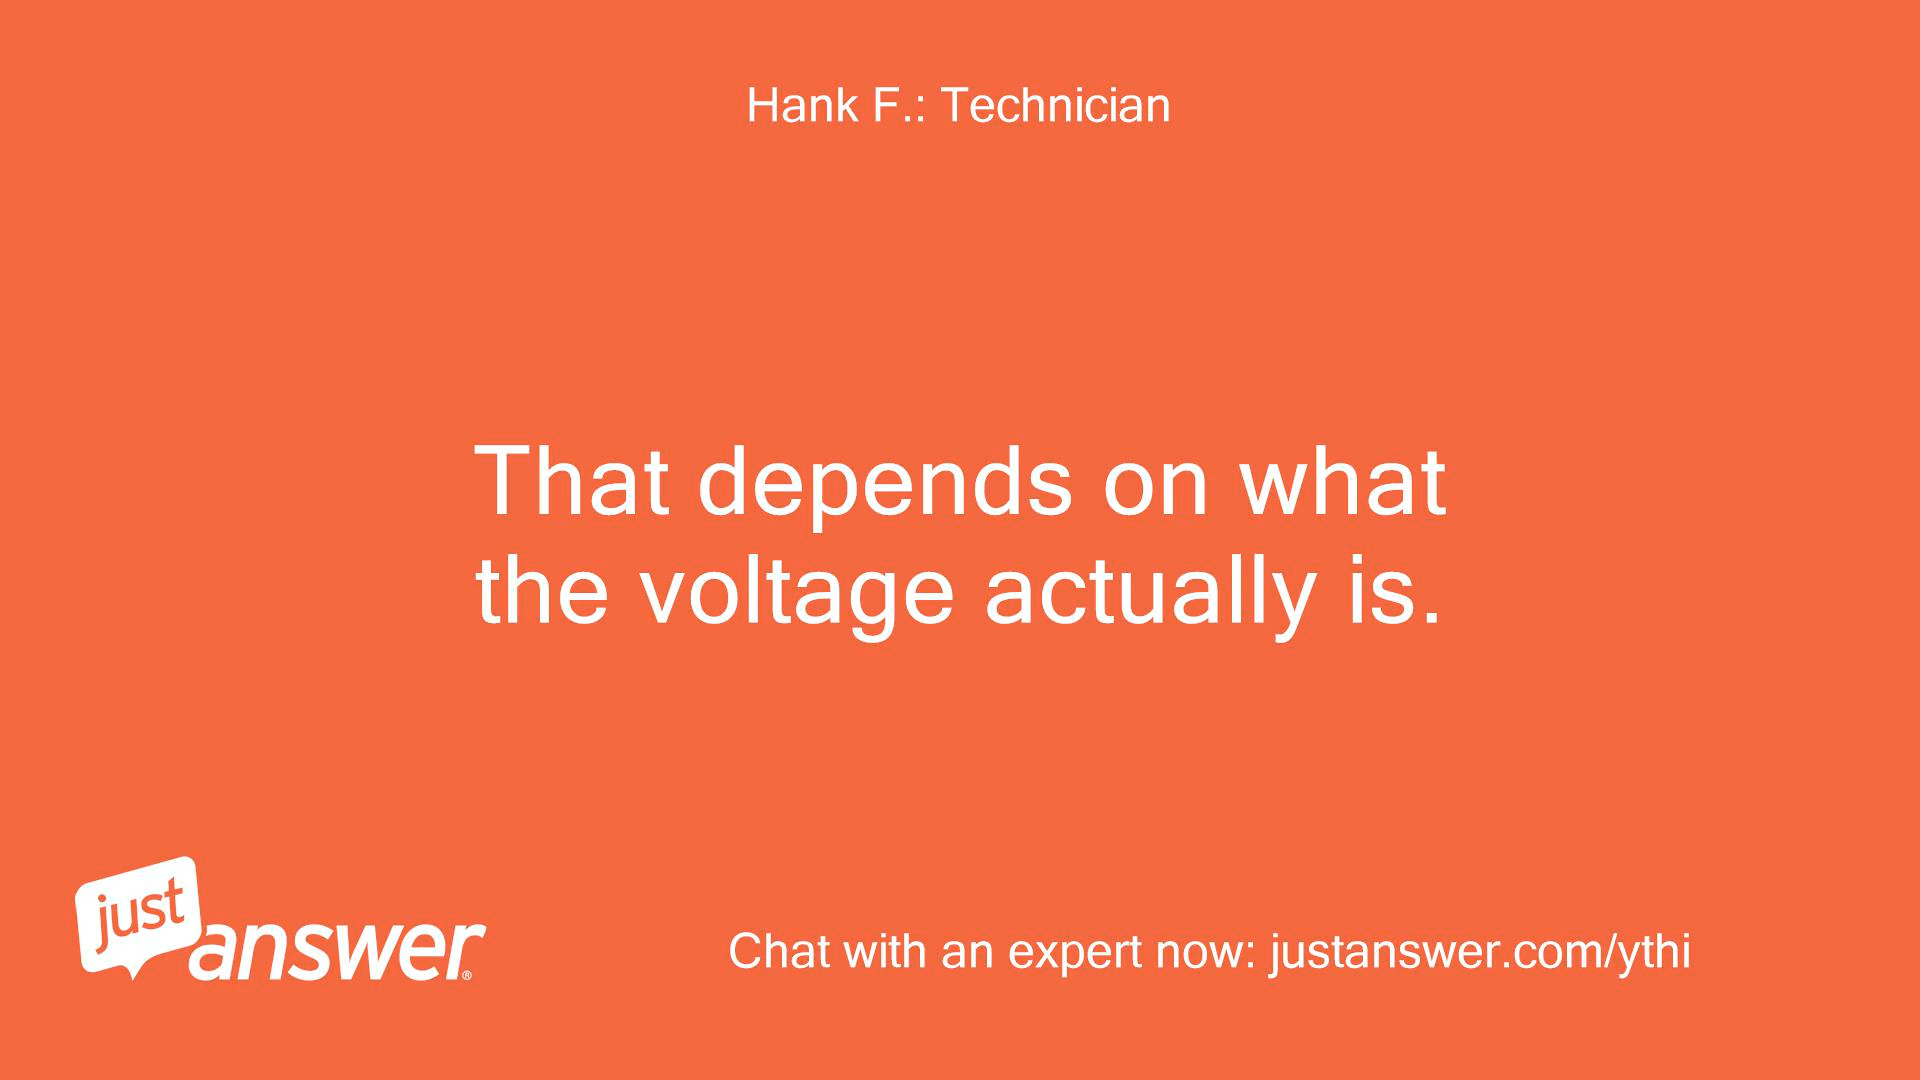 Hank F.: Technician
That depends on what
the voltage actually is.
just
answer®
Chat with an expert now: justanswer.com/ythi